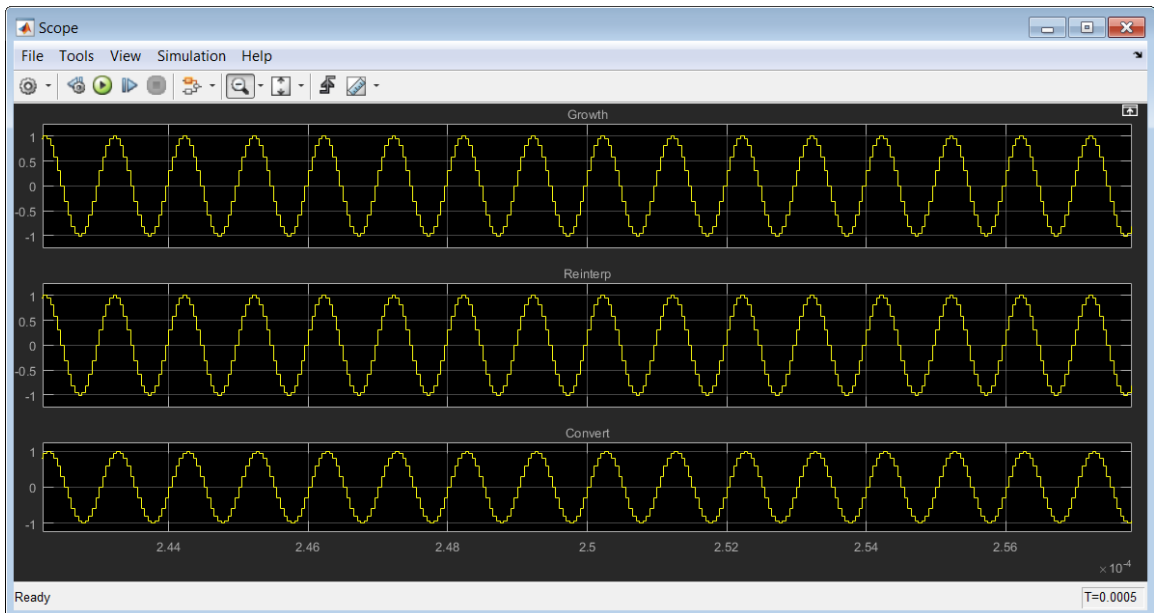 Scope
File Tools View Simulation Help
Growth
1
0.5
0
-0.5
-1
Reinterp
1
0.5
0
-0.5
-1
Convert
1
0
-1
2.44 2.46 2.48 2.5 2.52 2.54 2.56
×10⁻⁴
Ready T=0.0005